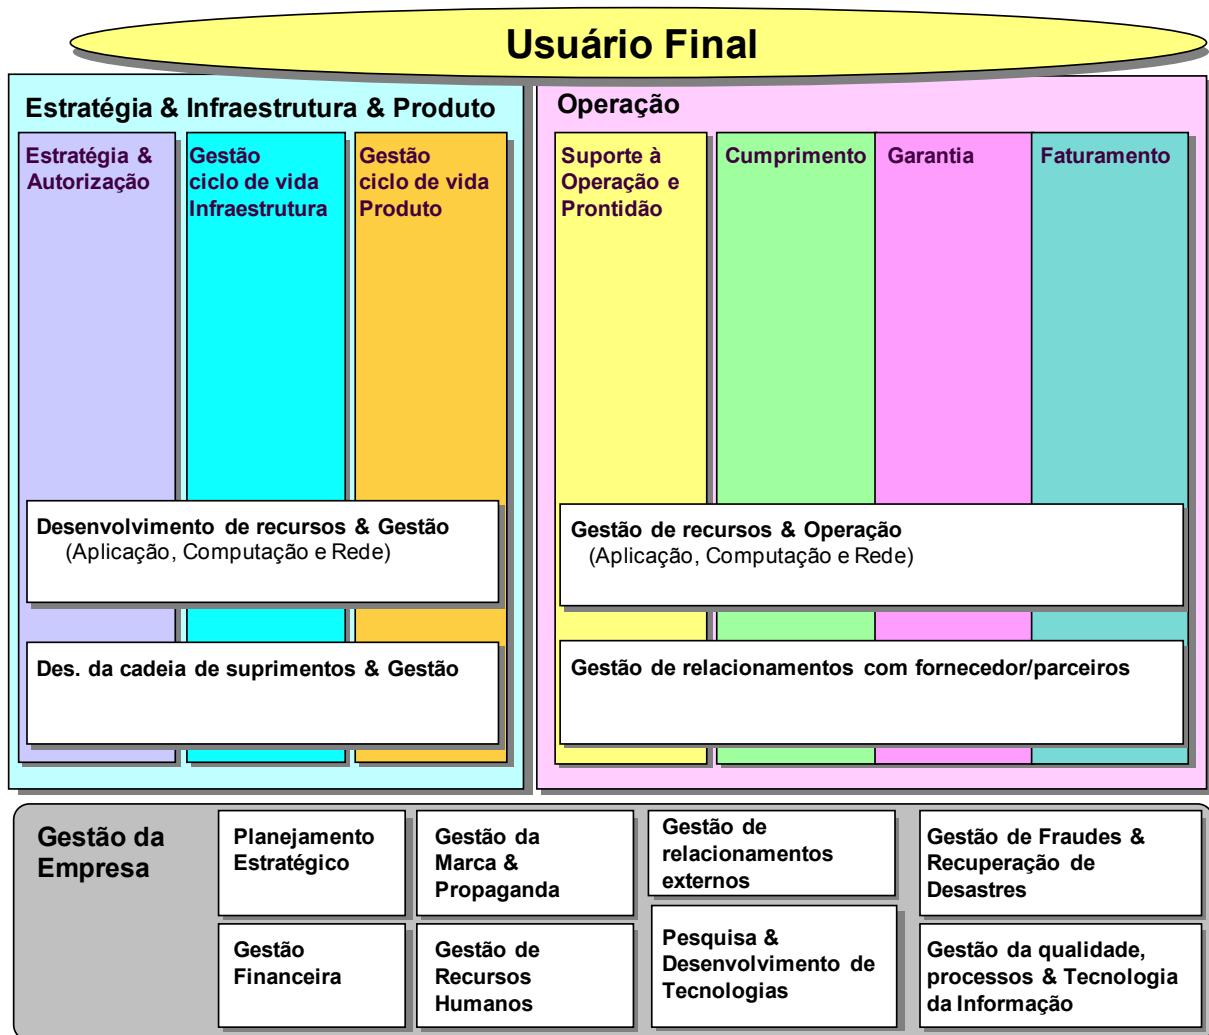 Usuário Final
Estratégia & Infraestrutura & Produto
Operação
Estratégia &
Autorização
Gestão
ciclo de vida
Infraestrutura
Gestão
ciclo de vida
Produto
Suporte à
Operação e
Prontidão
Cumprimento
Garantia
Faturamento
Desenvolvimento de recursos & Gestão
(Aplicação, Computação e Rede)
Gestão de recursos & Operação
(Aplicação, Computação e Rede)
Des. da cadeia de suprimentos & Gestão
Gestão de relacionamentos com fornecedor/parceiros
Gestão da
Empresa
Planejamento
Estratégico
Gestão da
Marca &
Propaganda
Gestão de
relacionamentos
externos
Gestão de Fraudes &
Recuperação de
Desastres
Gestão
Financeira
Gestão de
Recursos
Humanos
Pesquisa &
Desenvolvimento de
Tecnologias
Gestão da qualidade,
processos & Tecnologia
da Informação